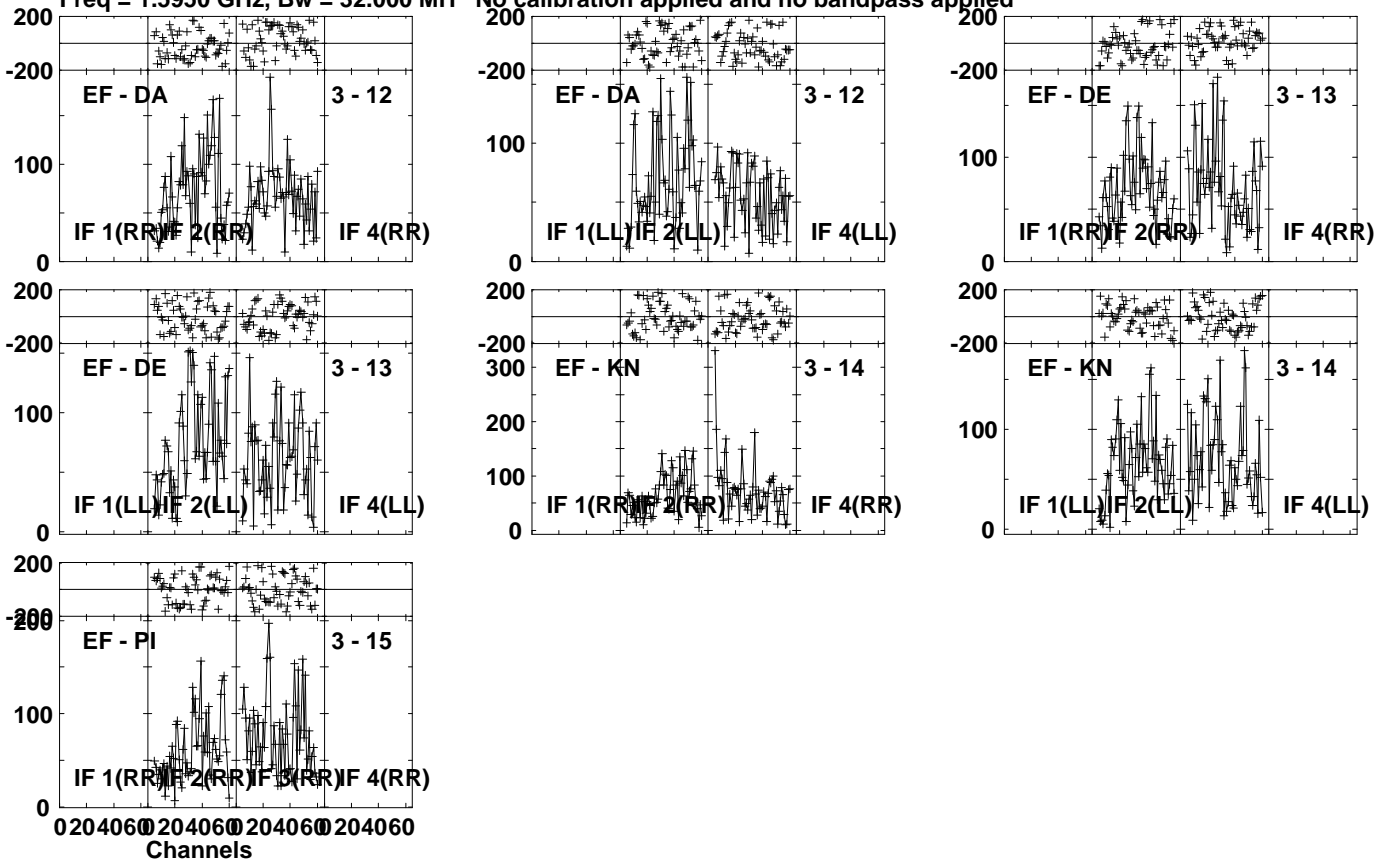 Freq = 1.5950 GHz, Bw = 32.000 MH No calibration applied and no bandpass applied
200
-200
EF - DA 3 - 12
100
IF 1(RR) IF 2(RR) IF 4(RR)
0
EF - DA 3 - 12
100
IF 1(LL) IF 2(LL) IF 4(LL)
0
200
-200
EF - DE 3 - 13
100
IF 1(RR) IF 2(RR) IF 4(RR)
0
200
-200
EF - DE 3 - 13
100
IF 1(LL) IF 2(LL) IF 4(LL)
0
200
-200
300
EF - KN 3 - 14
200
100
IF 1(RR) IF 2(RR) IF 4(RR)
0
200
-200
EF - KN 3 - 14
100
IF 1(LL) IF 2(LL) IF 4(LL)
0
200
-200
200
EF - PI 3 - 15
100
IF 1(RR) IF 2(RR) IF 3(RR) IF 4(RR)
0
0 20 40 60 0 20 40 60 0 20 40 60 0 20 40 60
Channels